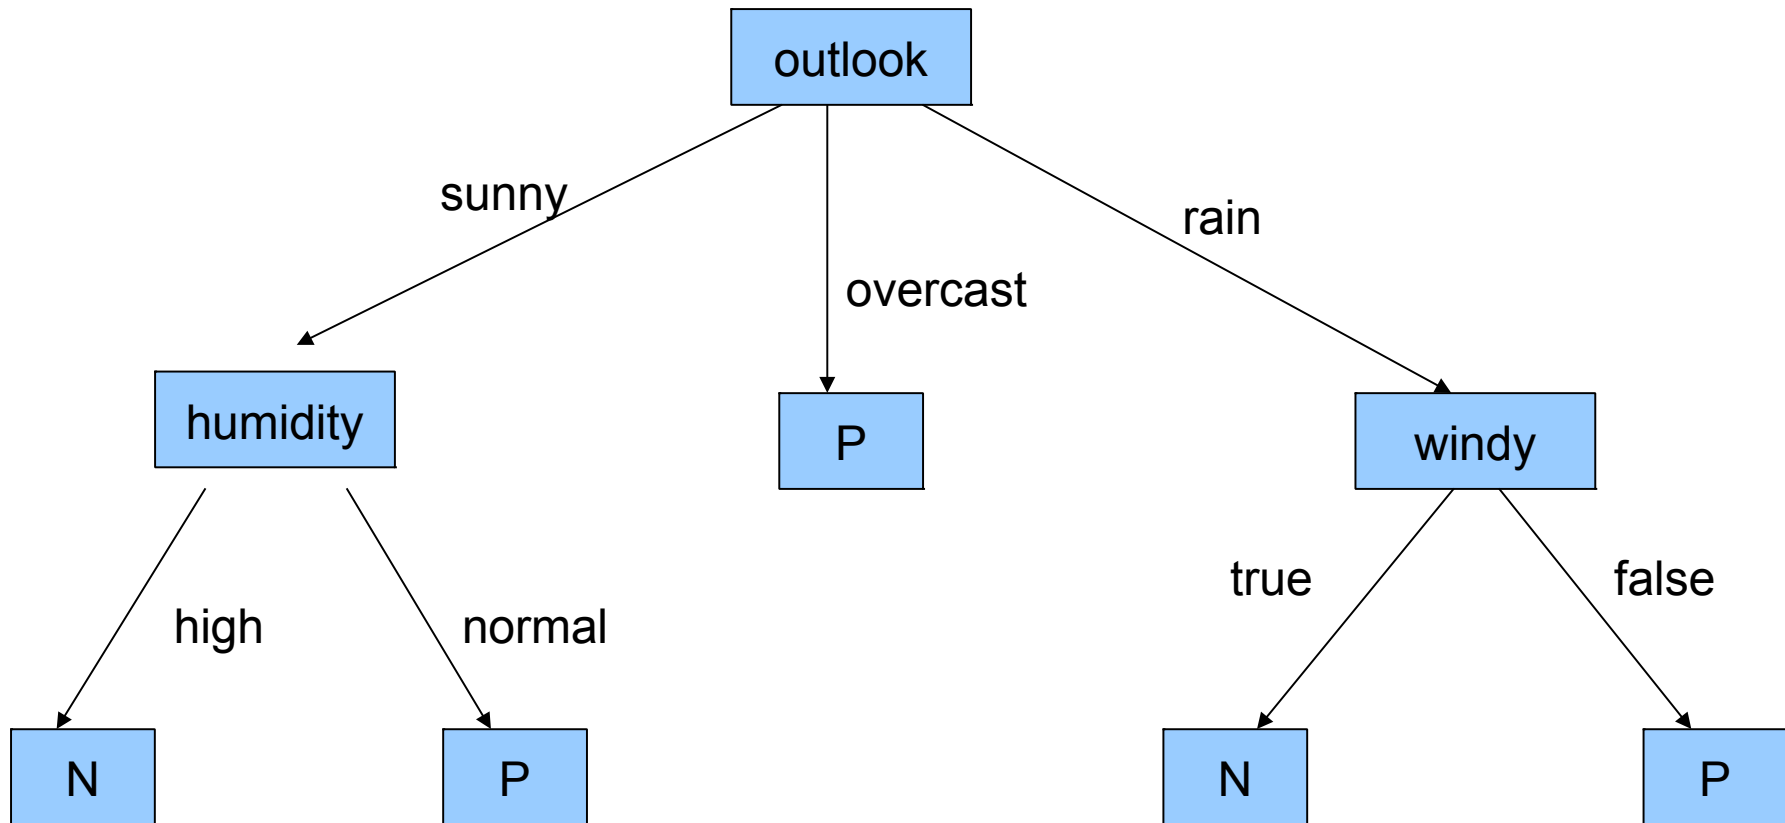 outlook
sunny
rain
overcast
humidity
P
windy
true
false
high
normal
N
P
N
P